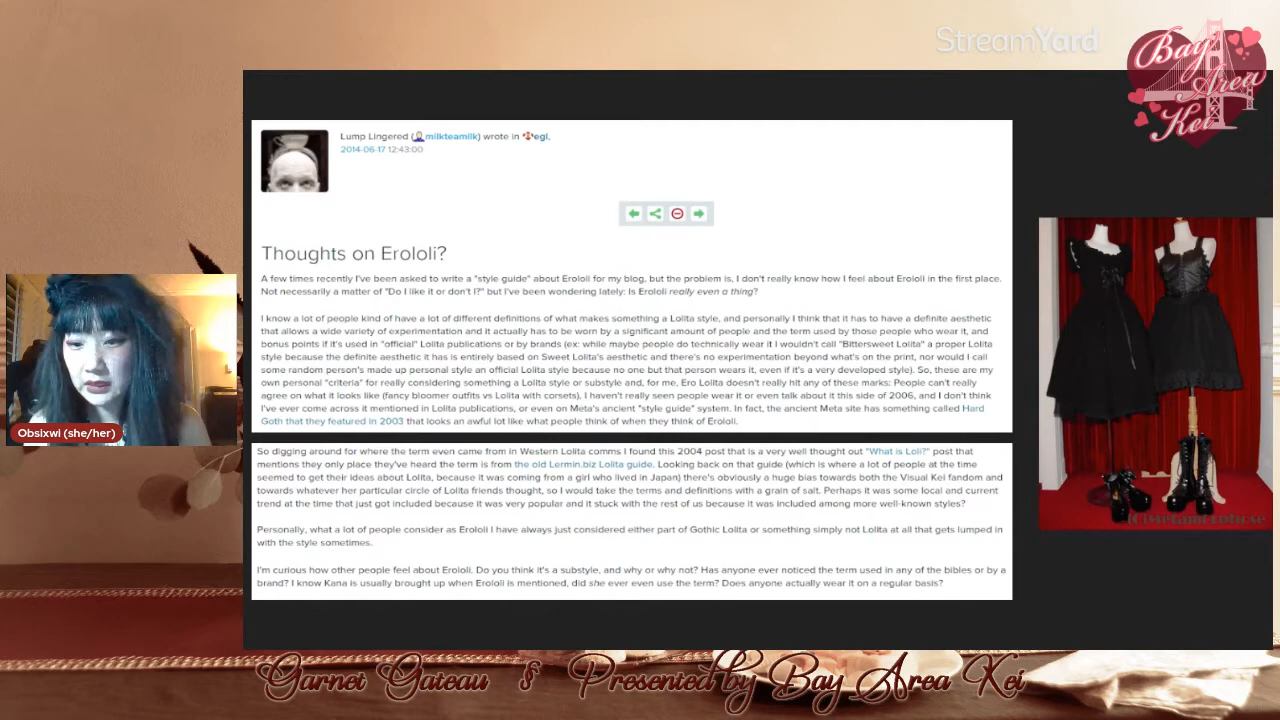 StreamYard
Bay
Area
Kei
Lump Lingered (milkteamilk) wrote in egl,
2014-06-17 12:43:00
Thoughts on Erololi?
A few times recently I've been asked to write a "style guide" about Erololi for my blog, but the problem is, I don't really know how I feel about Erololi in the first place.
Not necessarily a matter of "Do I like it or don't I?" but I've been wondering lately: Is Erololi really even a thing?
I know a lot of people kind of have a lot of different definitions of what makes something a Lolita style, and personally I think that it has to have a definite aesthetic
that allows a wide variety of experimentation and it actually has to be worn by a significant amount of people and the term used by those people who wear it, and
bonus points if it's used in "official" Lolita publications or by brands (ex: while maybe people do technically wear it I wouldn't call "Bittersweet Lolita" a proper Lolita
style because the definite aesthetic it has is entirely based on Sweet Lolita's aesthetic and there's no experimentation beyond what's on the print, nor would I call
some random person's made up personal style an official Lolita style because no one but that person wears it, even if it's a very developed style). So, these are my
own personal "criteria" for really considering something a Lolita style or substyle and, for me, Ero Lolita doesn't really hit any of these marks: People can't really
agree on what it looks like (fancy bloomer outfits vs Lolita with corsets), I haven't really seen people wear it or even talk about it this side of 2006, and I don't think
I've ever come across it mentioned in Lolita publications, or even on Meta's ancient "style guide" system. In fact, the ancient Meta site has something called Hard
Goth that they featured in 2003 that looks an awful lot like what people think of when they think of Erololi.
So digging around for where the term even came from in Western Lolita comms I found this 2004 post that is a very well thought out "What is Loli?" post that
mentions they only place they've heard the term is from the old Lermin.biz Lolita guide. Looking back on that guide (which is where a lot of people at the time
seemed to get their ideas about Lolita, because it was coming from a girl who lived in Japan) there's obviously a huge bias towards both the Visual Kei fandom and
towards whatever her particular circle of Lolita friends thought, so I would take the terms and definitions with a grain of salt. Perhaps it was some local and current
trend at the time that just got included because it was very popular and it stuck with the rest of us because it was included among more well-known styles?
Personally, what a lot of people consider as Erololi I have always just considered either part of Gothic Lolita or something simply not Lolita at all that gets lumped in
with the style sometimes.
I'm curious how other people feel about Erololi. Do you think it's a substyle, and why or why not? Has anyone ever noticed the term used in any of the bibles or by a
brand? I know Kana is usually brought up when Erololi is mentioned, did she ever even use the term? Does anyone actually wear it on a regular basis?
Obsixwi (she/her)
(C)Metamorphose
Garnet Gateau § Presented by Bay Area Kei